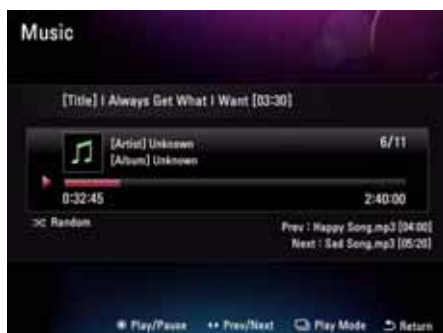 Music
[Title] I Always Get What I Want [03:30]
[Artist] Unknown 6/11
[Album] Unknown
0:32:45 2:40:00
Random
Prev : Happy Song.mp3 [04:00]
Next : Sad Song.mp3 [05:20]
Play/Pause Prev/Next Play Mode Return